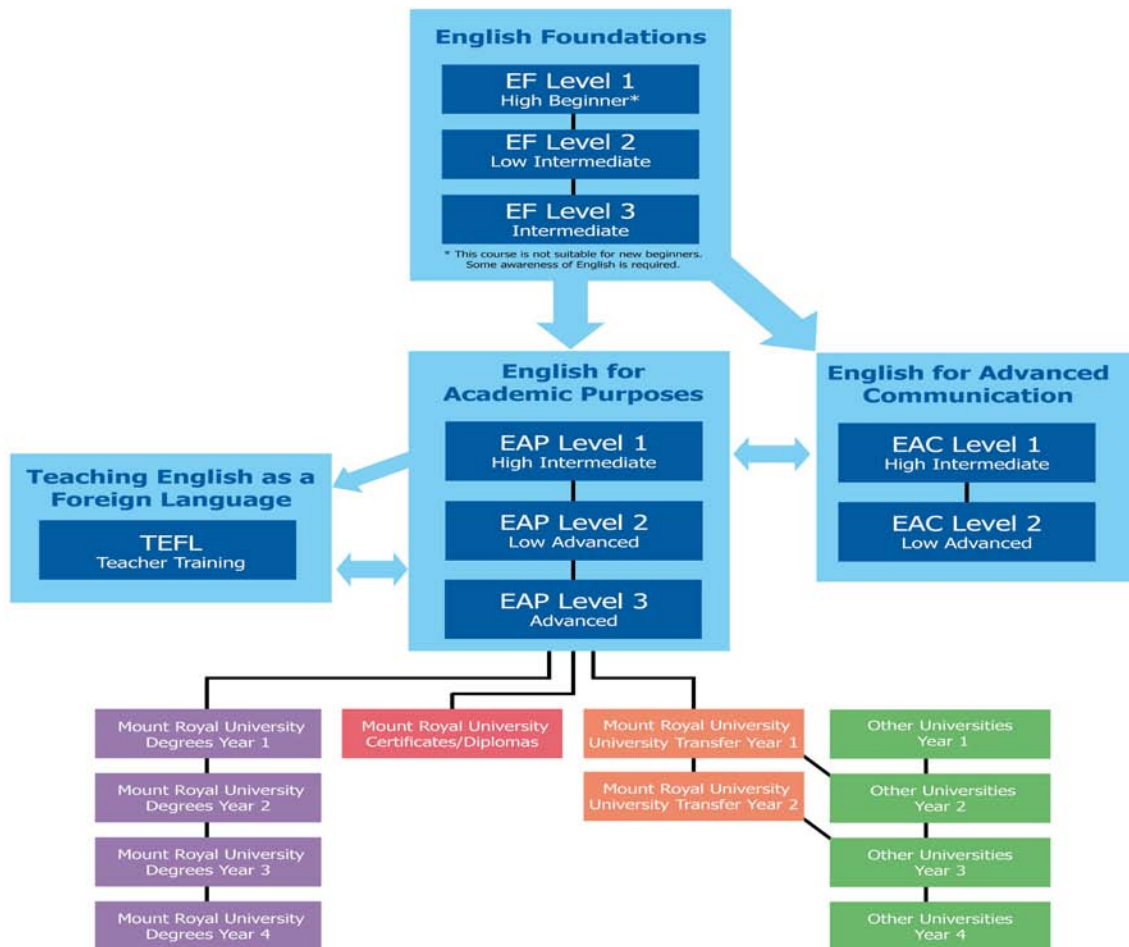 English Foundations
EF Level 1
High Beginner*
EF Level 2
Low Intermediate
EF Level 3
Intermediate
* This course is not suitable for new beginners.
Some awareness of English is required.
English for
Academic Purposes
EAP Level 1
High Intermediate
EAP Level 2
Low Advanced
EAP Level 3
Advanced
English for Advanced
Communication
EAC Level 1
High Intermediate
EAC Level 2
Low Advanced
Teaching English as a
Foreign Language
TEFL
Teacher Training
Mount Royal University
Degrees Year 1
Mount Royal University
Degrees Year 2
Mount Royal University
Degrees Year 3
Mount Royal University
Degrees Year 4
Mount Royal University
Certificates/Diplomas
Mount Royal University
University Transfer Year 1
Mount Royal University
University Transfer Year 2
Other Universities
Year 1
Other Universities
Year 2
Other Universities
Year 3
Other Universities
Year 4